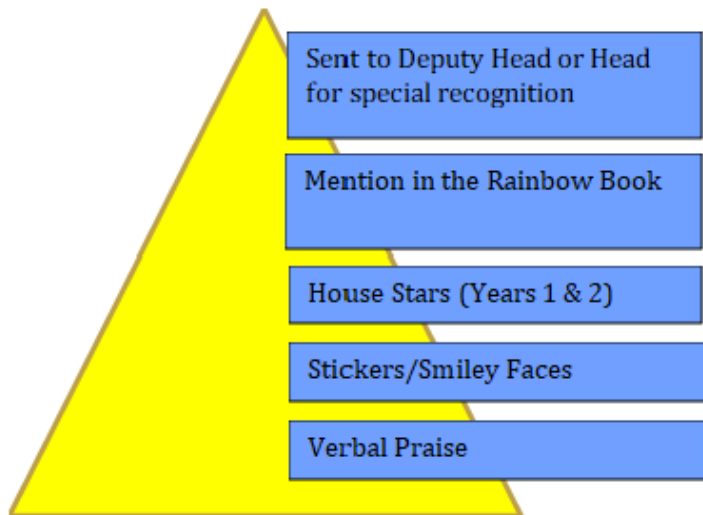 Sent to Deputy Head or Head
for special recognition
Mention in the Rainbow Book
House Stars (Years 1 & 2)
Stickers/Smiley Faces
Verbal Praise